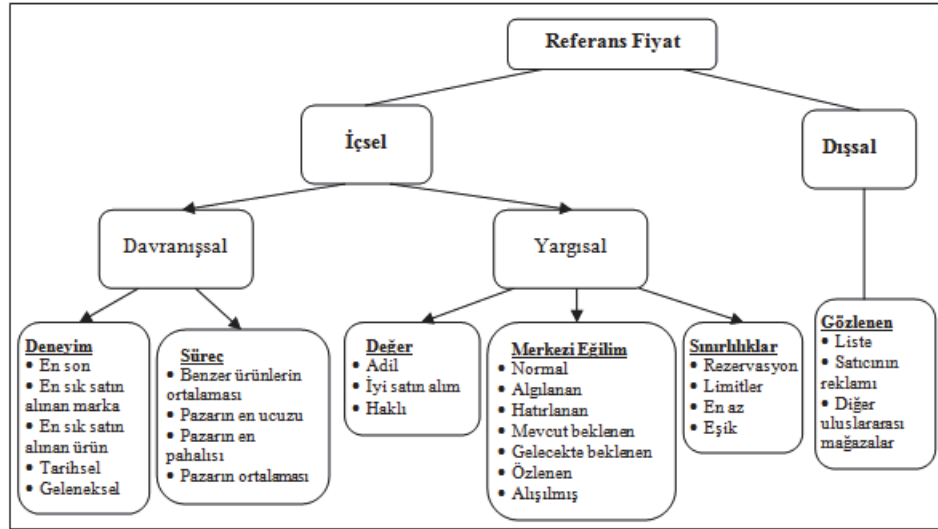 Referans Fiyat
İçsel
Dışsal
Davranışsal
Yargısal
Deneyim
• En son
• En sık satın
alınan marka
• En sık satın
alınan ürün
• Tarihsel
• Geleneksel
Süreç
• Benzer ürünlerin
ortalaması
• Pazarın en ucuzu
• Pazarın en
pahalısı
• Pazarın ortalaması
Değer
• Adil
• İyi satın alım
• Haklı
Merkezi Eğilim
• Normal
• Algılanan
• Hatırlanan
• Mevcut beklenen
• Gelecekte beklenen
• Özlenen
• Alışılmış
Sınırlılıklar
• Rezervasyon
• Limitler
• En az
• Eşik
Gözlenen
• Liste
• Satıcının
reklamı
• Diğer
uluslararası
mağazalar